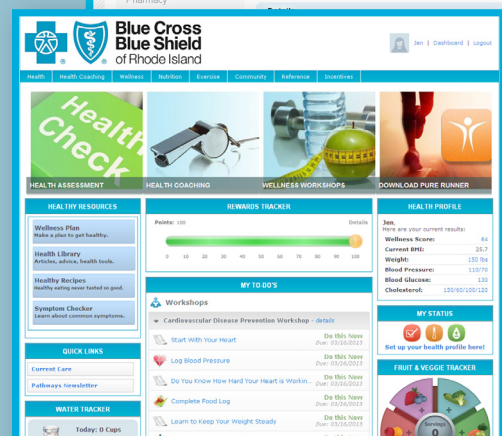 Pharmacy
Blue Cross
Blue Shield
of Rhode Island
Jen | Dashboard | Logout
Health Health Coaching Wellness Nutrition Exercise Community Reference Incentives
Health
Check
HEALTH ASSESSMENT HEALTH COACHING WELLNESS WORKSHOPS DOWNLOAD PURE RUNNER
HEALTHY RESOURCES
Wellness Plan
Make a plan to get healthy.
Health Library
Articles, advice, health tools.
Healthy Recipes
Healthy eating never tasted so good.
Symptom Checker
Learn about common symptoms.
QUICK LINKS
Current Care
Pathways Newsletter
WATER TRACKER
Today: 0 Cups
REWARDS TRACKER
Points: 100 Details
0 10 20 30 40 50 60 70 80 90 100
MY TO-DO'S
Workshops
Cardiovascular Disease Prevention Workshop - details
Start With Your Heart Do this Now
Due: 03/16/2013
Log Blood Pressure Do this Now
Due: 03/16/2013
Do You Know How Hard Your Heart is Workin... Do this Now
Due: 03/16/2013
Complete Food Log Do this Now
Due: 03/16/2013
Learn to Keep Your Weight Steady Do this Now
Due: 03/16/2013
HEALTH PROFILE
Jen,
Here are your current results:
Wellness Score: 64
Current BMI: 25.7
Weight: 150 lbs
Blood Pressure: 110/70
Blood Glucose: 130
Cholesterol: 150/60/100/120
MY STATUS
Set up your health profile here!
FRUIT & VEGGIE TRACKER
Servings
0